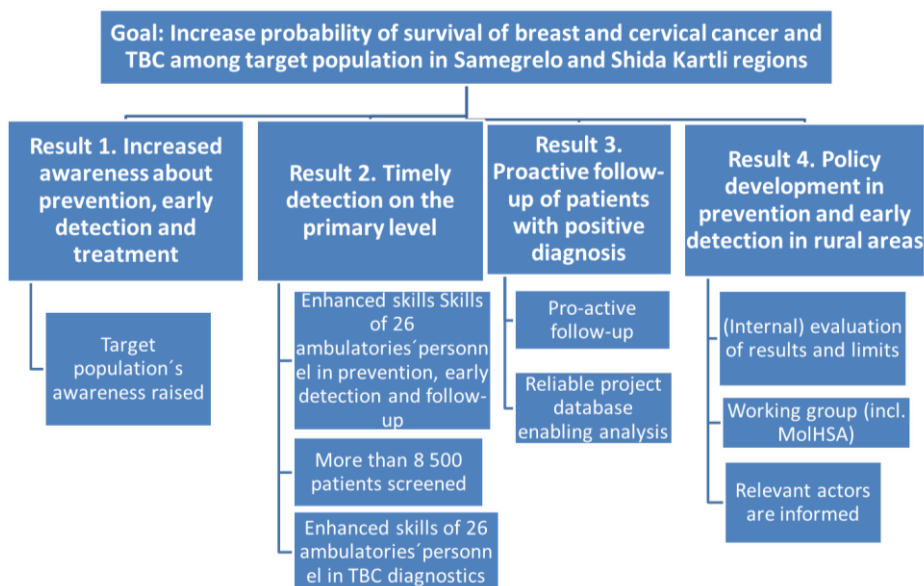 Goal: Increase probability of survival of breast and cervical cancer and
TBC among target population in Samegrelo and Shida Kartli regions
Result 1. Increased
awareness about
prevention, early
detection and
treatment
Target
population´s
awareness raised
Result 2. Timely
detection on the
primary level
Enhanced skills Skills
of 26
ambulatories´personn
el in prevention, early
detection and follow-
up
More than 8 500
patients screened
Enhanced skills of 26
ambulatories´personn
el in TBC diagnostics
Result 3.
Proactive follow-
up of patients
with positive
diagnosis
Pro-active
follow-up
Reliable project
database
enabling analysis
Result 4. Policy
development in
prevention and early
detection in rural areas
(Internal) evaluation
of results and limits
Working group (incl.
MolHSA)
Relevant actors
are informed